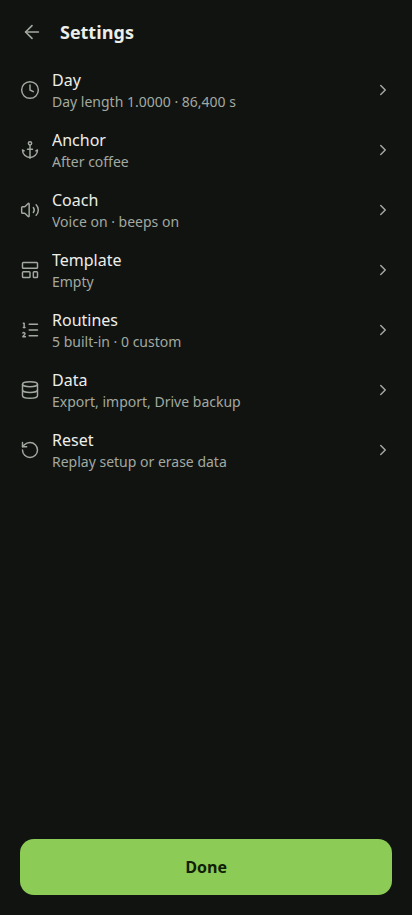 Settings
Day
Day length 1.0000 · 86,400 s
Anchor
After coffee
Coach
Voice on · beeps on
Template
Empty
Routines
5 built-in · 0 custom
Data
Export, import, Drive backup
Reset
Replay setup or erase data
Done